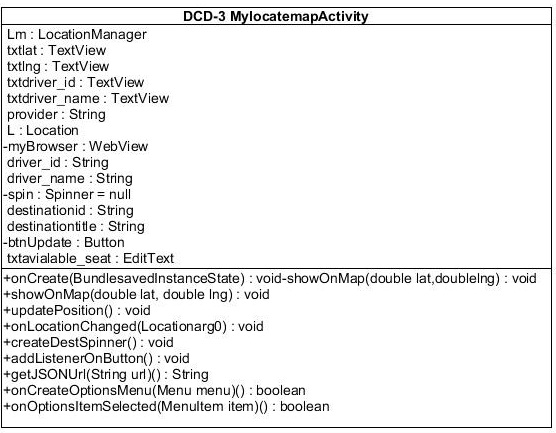 DCD-3 MylocatemapActivity
Lm : LocationManager
txtlat : TextView
txtlng : TextView
txtdriver_id : TextView
txtdriver_name : TextView
provider : String
L : Location
-myBrowser : WebView
driver_id : String
driver_name : String
-spin : Spinner = null
destinationid : String
destinationtitle : String
-btnUpdate : Button
txtavialable_seat : EditText
+onCreate(BundlesavedInstanceState) : void-showOnMap(double lat,doublelng) : void
+showOnMap(double lat, double lng) : void
+updatePosition() : void
+onLocationChanged(Locationarg0) : void
+createDestSpinner() : void
+addListenerOnButton() : void
+getJSONUrl(String url)() : String
+onCreateOptionsMenu(Menu menu)() : boolean
+onOptionsItemSelected(MenuItem item)() : boolean